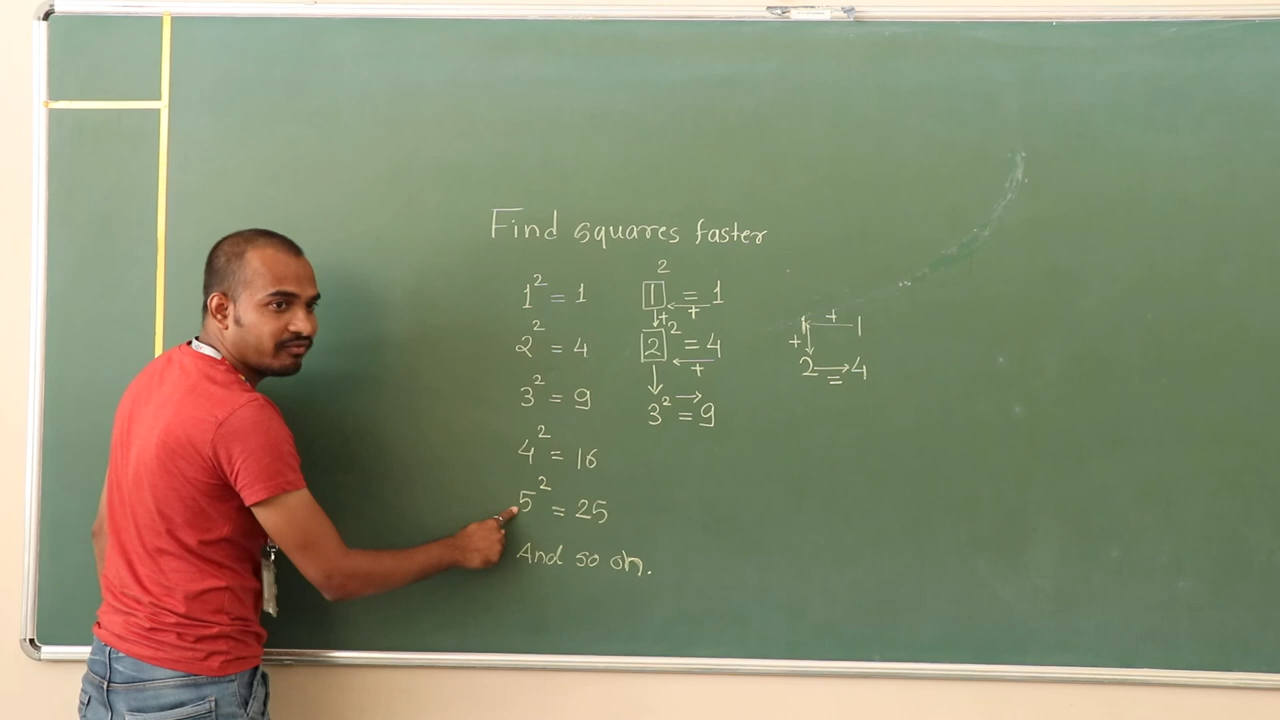 Find squares faster
1² = 1
2² = 4
3² = 9
4² = 16
5² = 25
And so on.
1² = 1
+ +
2² = 4
+
3² = 9
+
1 1
+
2 4
=